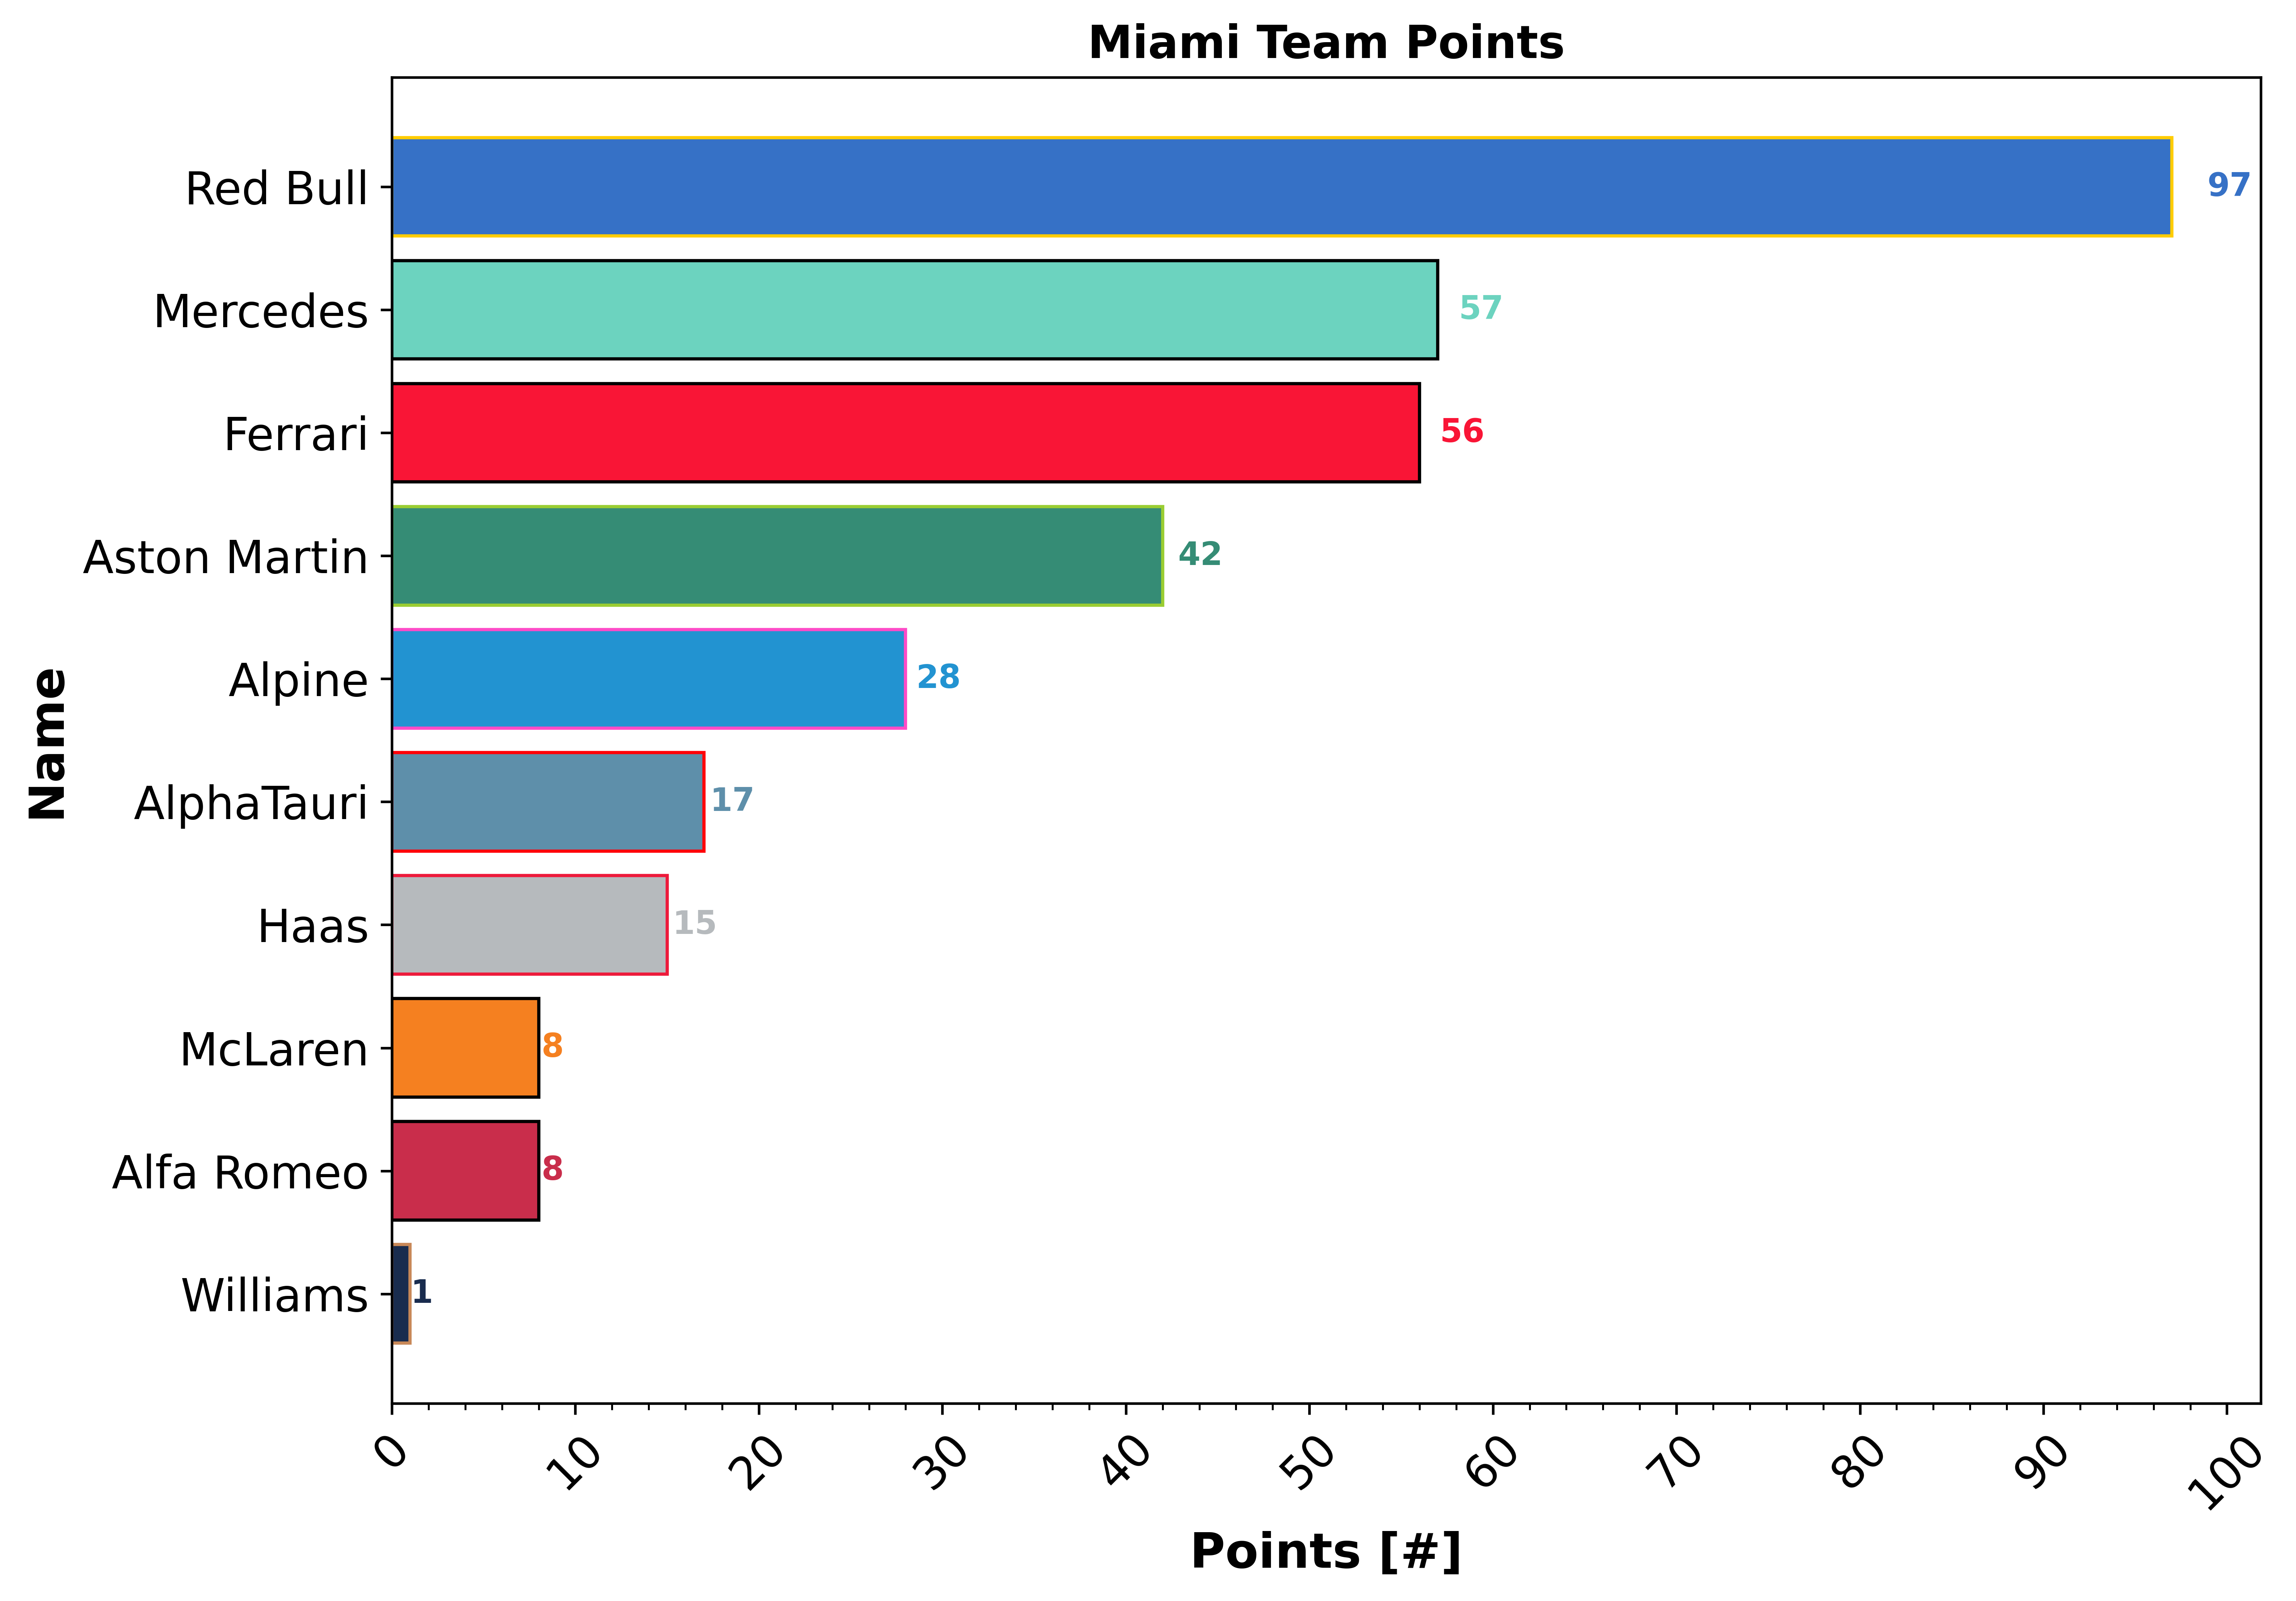 Miami Team Points
Red Bull 97
Mercedes 57
Ferrari 56
Aston Martin 42
Alpine 28
AlphaTauri 17
Haas 15
McLaren 8
Alfa Romeo 8
Williams 1
Name
0 10 20 30 40 50 60 70 80 90 100
Points [#]